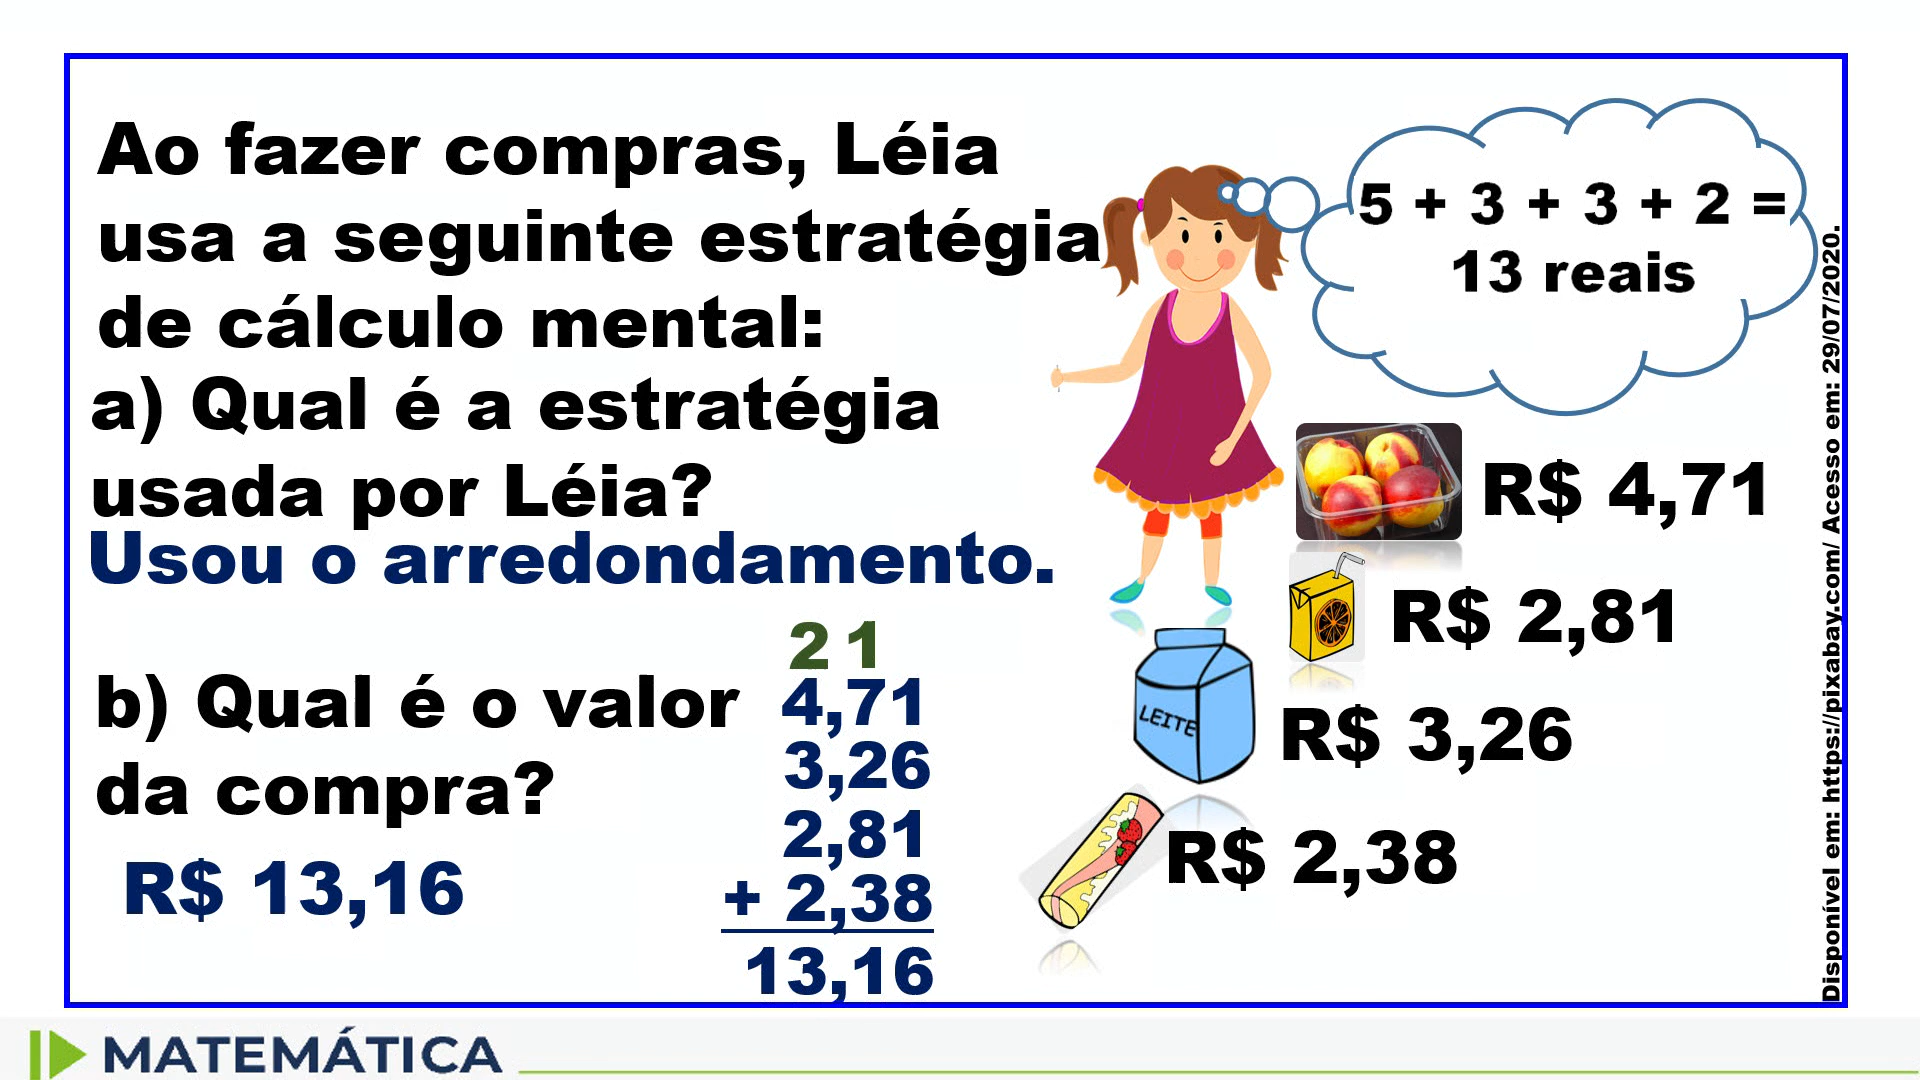 Ao fazer compras, Léia
usa a seguinte estratégia
de cálculo mental:
a) Qual é a estratégia
usada por Léia?
Usou o arredondamento.
b) Qual é o valor
da compra?
R$ 13,16
2 1
4,71
3,26
2,81
+ 2,38
13,16
5 + 3 + 3 + 2 =
13 reais
R$ 4,71
R$ 2,81
LEITE
R$ 3,26
R$ 2,38
Disponível em: https://pixabay.com/ Acesso em: 29/07/2020.
MATEMÁTICA